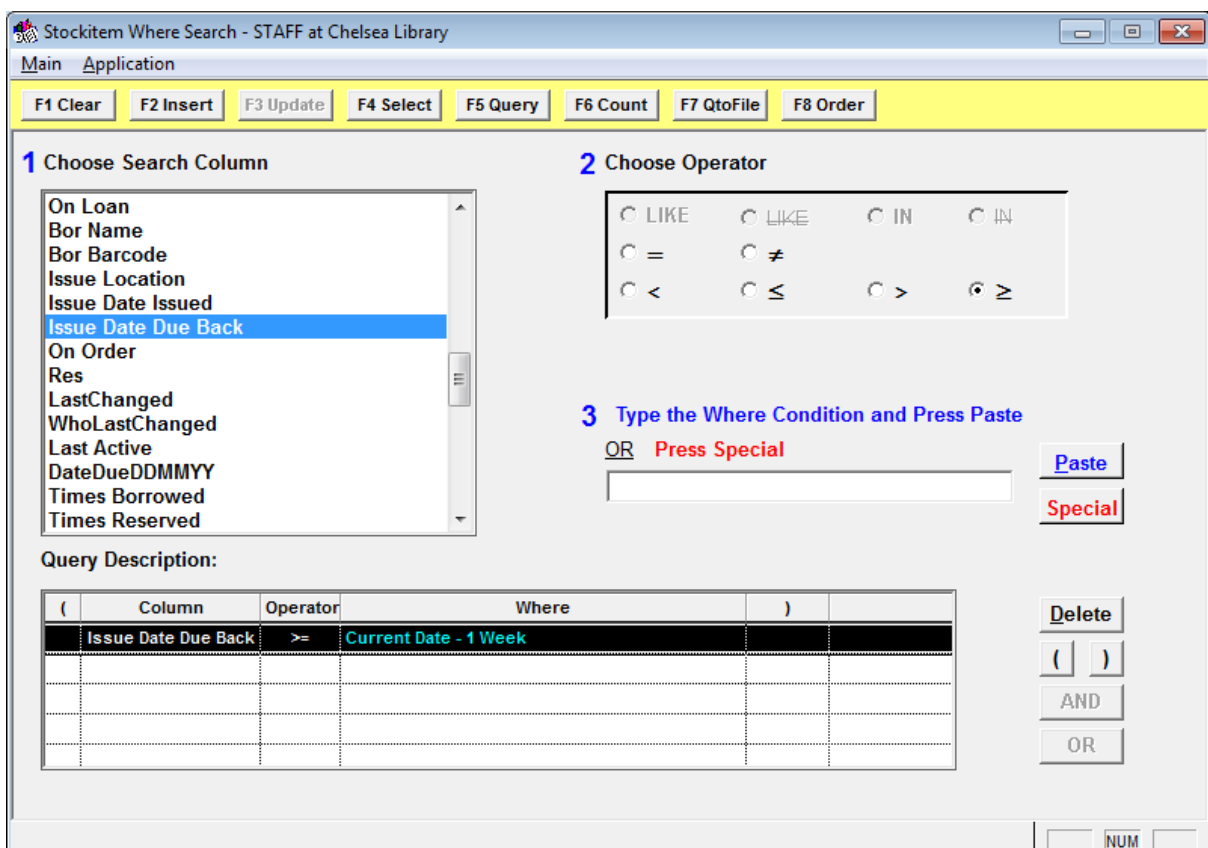 Stockitem Where Search - STAFF at Chelsea Library
Main Application
F1 Clear F2 Insert F3 Update F4 Select F5 Query F6 Count F7 QtoFile F8 Order
1 Choose Search Column
On Loan
Bor Name
Bor Barcode
Issue Location
Issue Date Issued
Issue Date Due Back
On Order
Res
LastChanged
WhoLastChanged
Last Active
DateDueDDMMYY
Times Borrowed
Times Reserved
2 Choose Operator
LIKE LIKE IN IN
= ≠
< ≤ > ≥
3 Type the Where Condition and Press Paste
OR Press Special
Paste
Special
Query Description:
( Column Operator Where )
Issue Date Due Back >= Current Date - 1 Week
Delete
( )
AND
OR
NUM